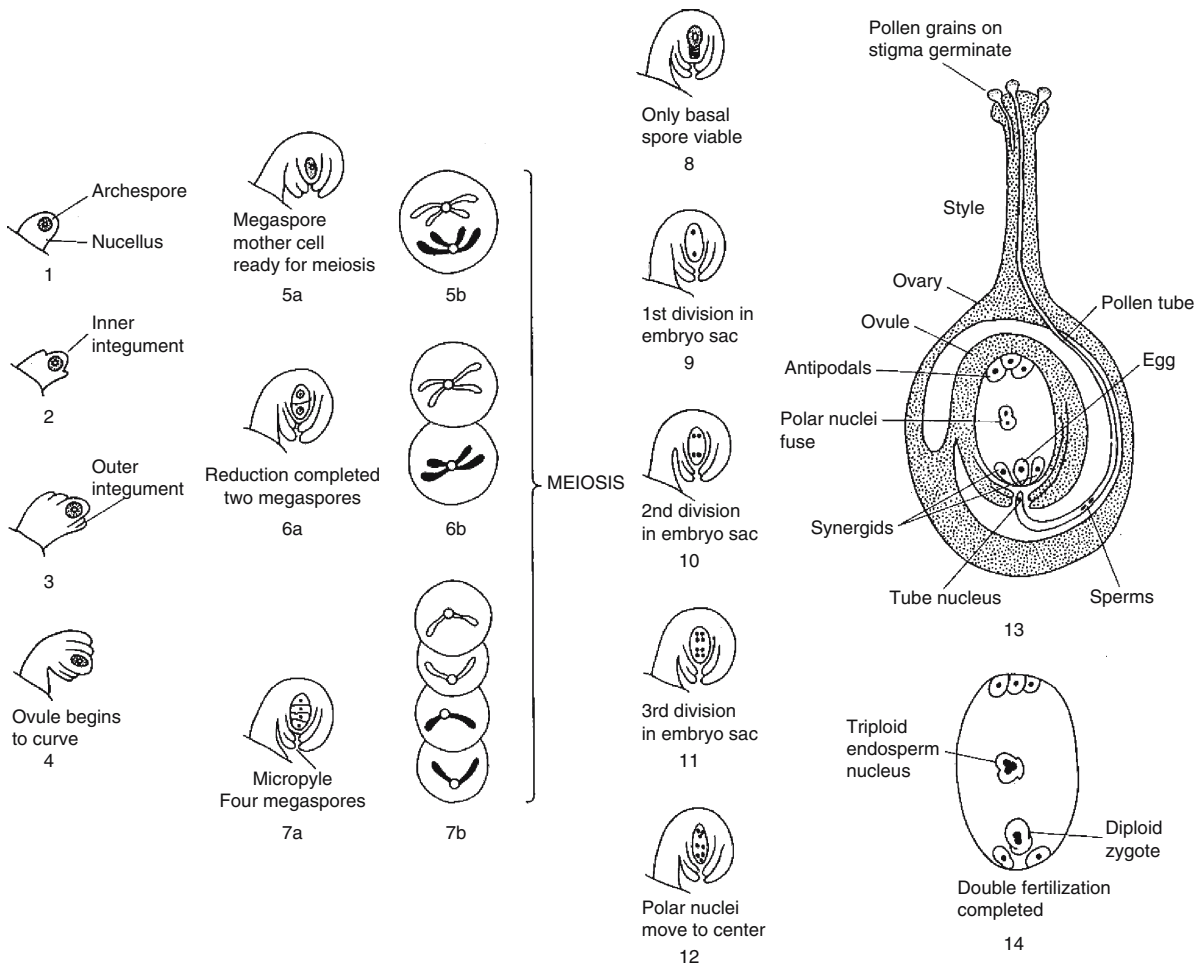 Archespore
Nucellus
1
Inner
integument
2
Outer
integument
3
Ovule begins
to curve
4
Megaspore
mother cell
ready for meiosis
5a
5b
Reduction completed
two megaspores
6a
6b
Micropyle
Four megaspores
7a
7b
MEIOSIS
Only basal
spore viable
8
1st division in
embryo sac
9
2nd division
in embryo sac
10
3rd division
in embryo sac
11
Polar nuclei
move to center
12
Pollen grains on
stigma germinate
Style
Ovary
Pollen tube
Ovule
Egg
Antipodals
Polar nuclei
fuse
Synergids
Tube nucleus
Sperms
13
Triploid
endosperm
nucleus
Diploid
zygote
Double fertilization
completed
14